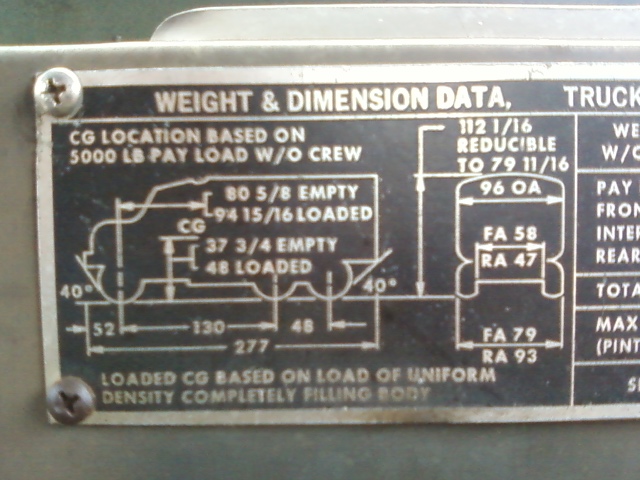 WEIGHT & DIMENSION DATA, TRUCK
CG LOCATION BASED ON
5000 LB PAY LOAD W/O CREW
112 1/16
REDUCIBLE
TO 79 11/16
80 5/8 EMPTY
94 15/16 LOADED
CG
37 3/4 EMPTY
48 LOADED
40°
40°
52
130
48
277
96 OA
FA 58
RA 47
FA 79
RA 93
LOADED CG BASED ON LOAD OF UNIFORM
DENSITY COMPLETELY FILLING BODY
WE
W/O
PAY
FRON
INTER
REAR
TOTA
MAX
(PINT